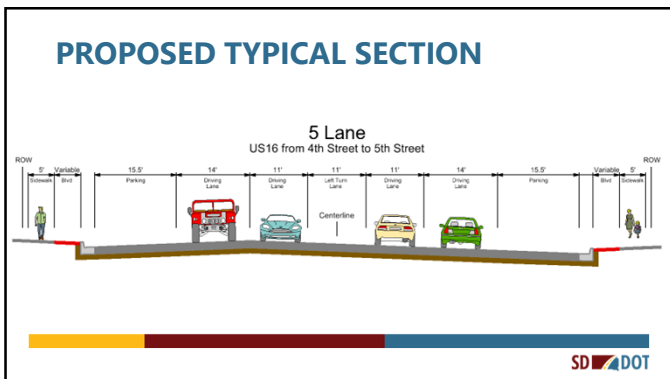 PROPOSED TYPICAL SECTION
5 Lane
US16 from 4th Street to 5th Street
ROW ROW
5' Variable 15.5' 14' 11' 11' 11' 14' 15.5' Variable 5'
Sidewalk Blvd Parking Driving Driving Left Turn Driving Driving Parking Blvd Sidewalk
Lane Lane Lane Lane Lane
Centerline
SD DOT